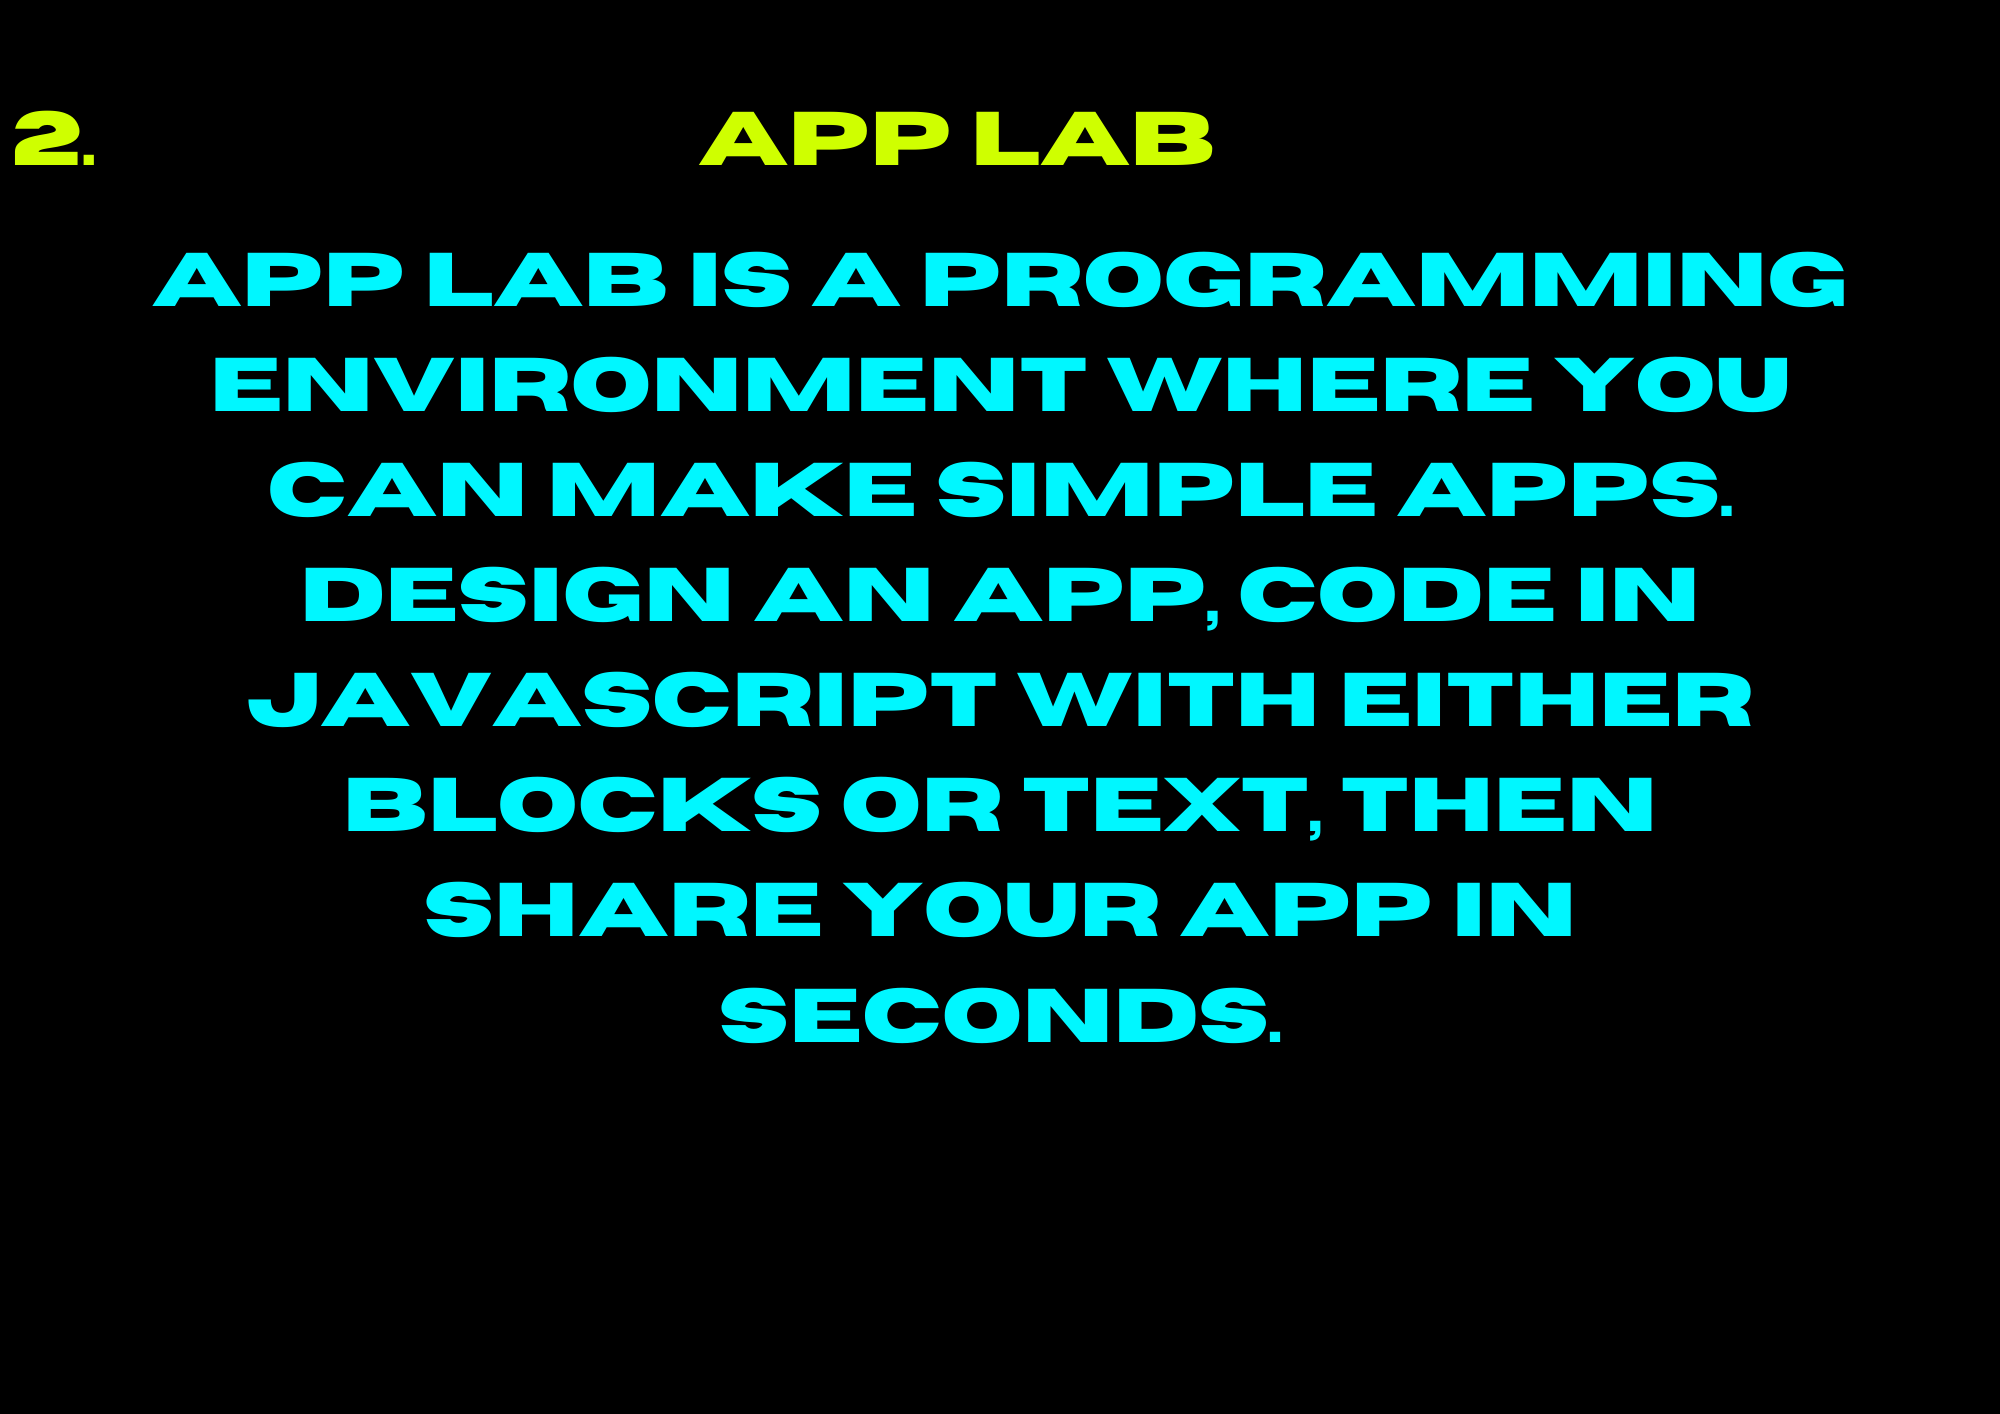 2. APP LAB
APP LAB IS A PROGRAMMING
ENVIRONMENT WHERE YOU
CAN MAKE SIMPLE APPS.
DESIGN AN APP, CODE IN
JAVASCRIPT WITH EITHER
BLOCKS OR TEXT, THEN
SHARE YOUR APP IN
SECONDS.